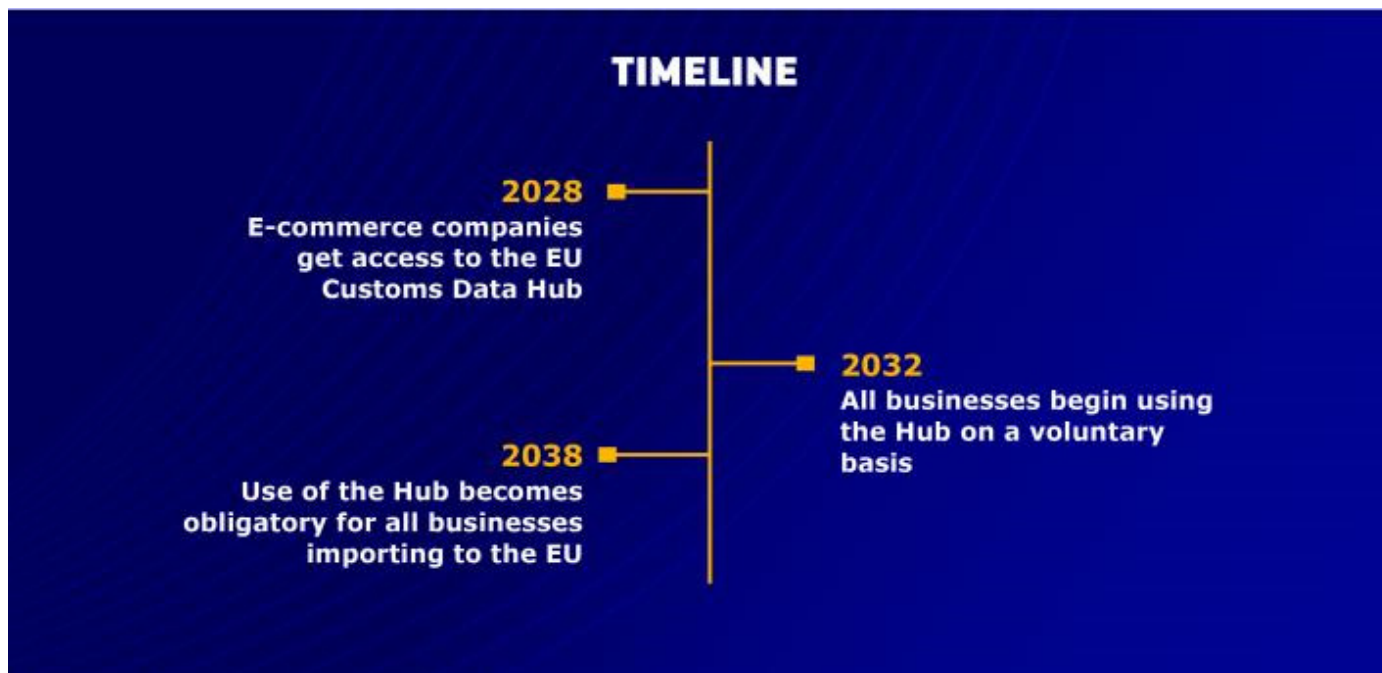 TIMELINE
2028
E-commerce companies
get access to the EU
Customs Data Hub
2032
All businesses begin using
the Hub on a voluntary
basis
2038
Use of the Hub becomes
obligatory for all businesses
importing to the EU